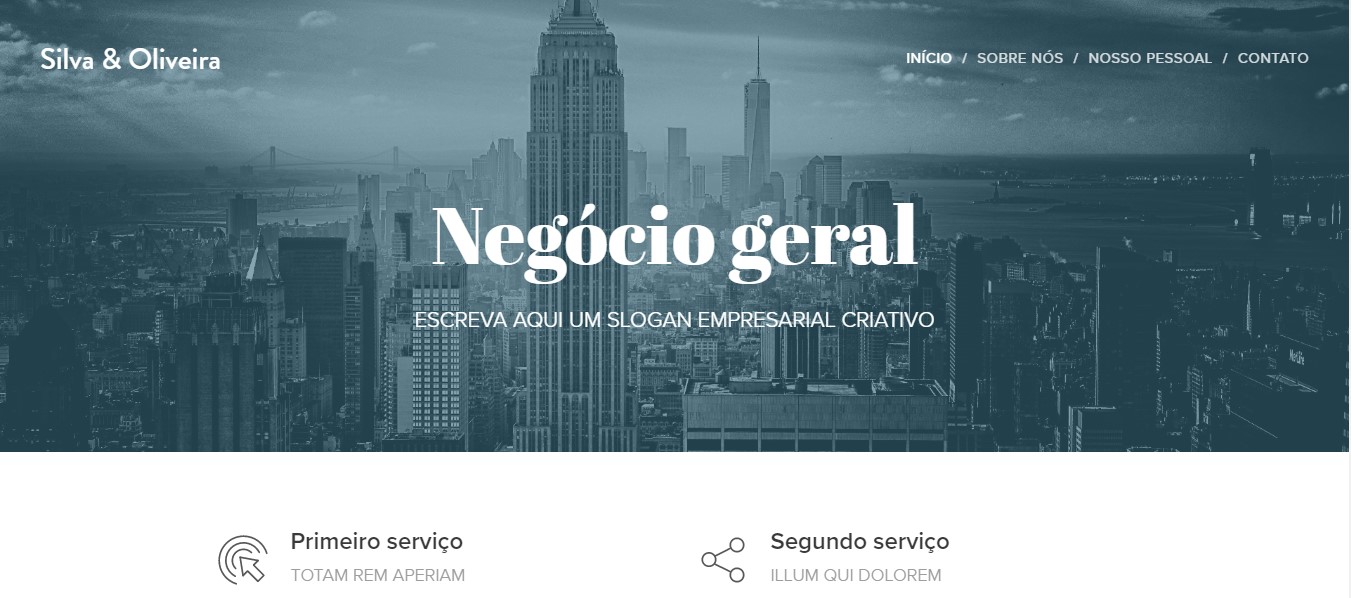 Silva & Oliveira
INÍCIO / SOBRE NÓS / NOSSO PESSOAL / CONTATO
Negócio geral
ESCREVA AQUI UM SLOGAN EMPRESARIAL CRIATIVO
MetLife
Primeiro serviço
Segundo serviço
TOTAM REM APERIAM
ILLUM QUI DOLOREM